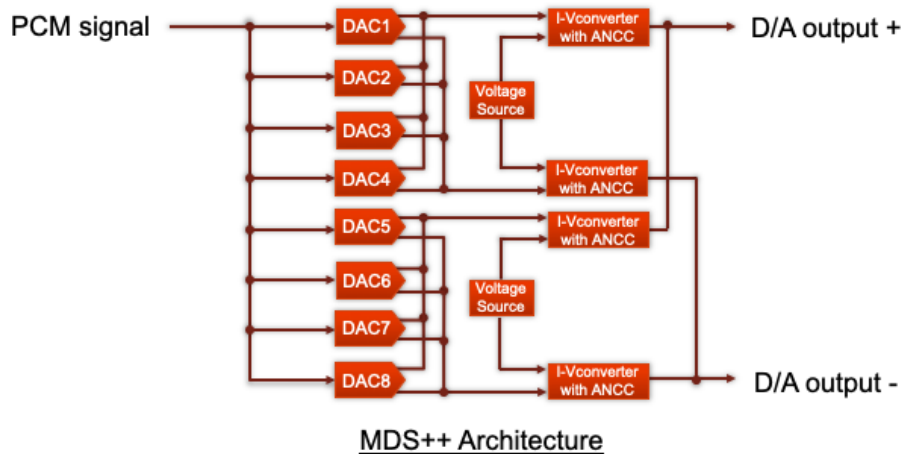 PCM signal
DAC1
DAC2
DAC3
DAC4
DAC5
DAC6
DAC7
DAC8
I-Vconverter
with ANCC
Voltage
Source
I-Vconverter
with ANCC
I-Vconverter
with ANCC
Voltage
Source
I-Vconverter
with ANCC
D/A output +
D/A output -
MDS++ Architecture